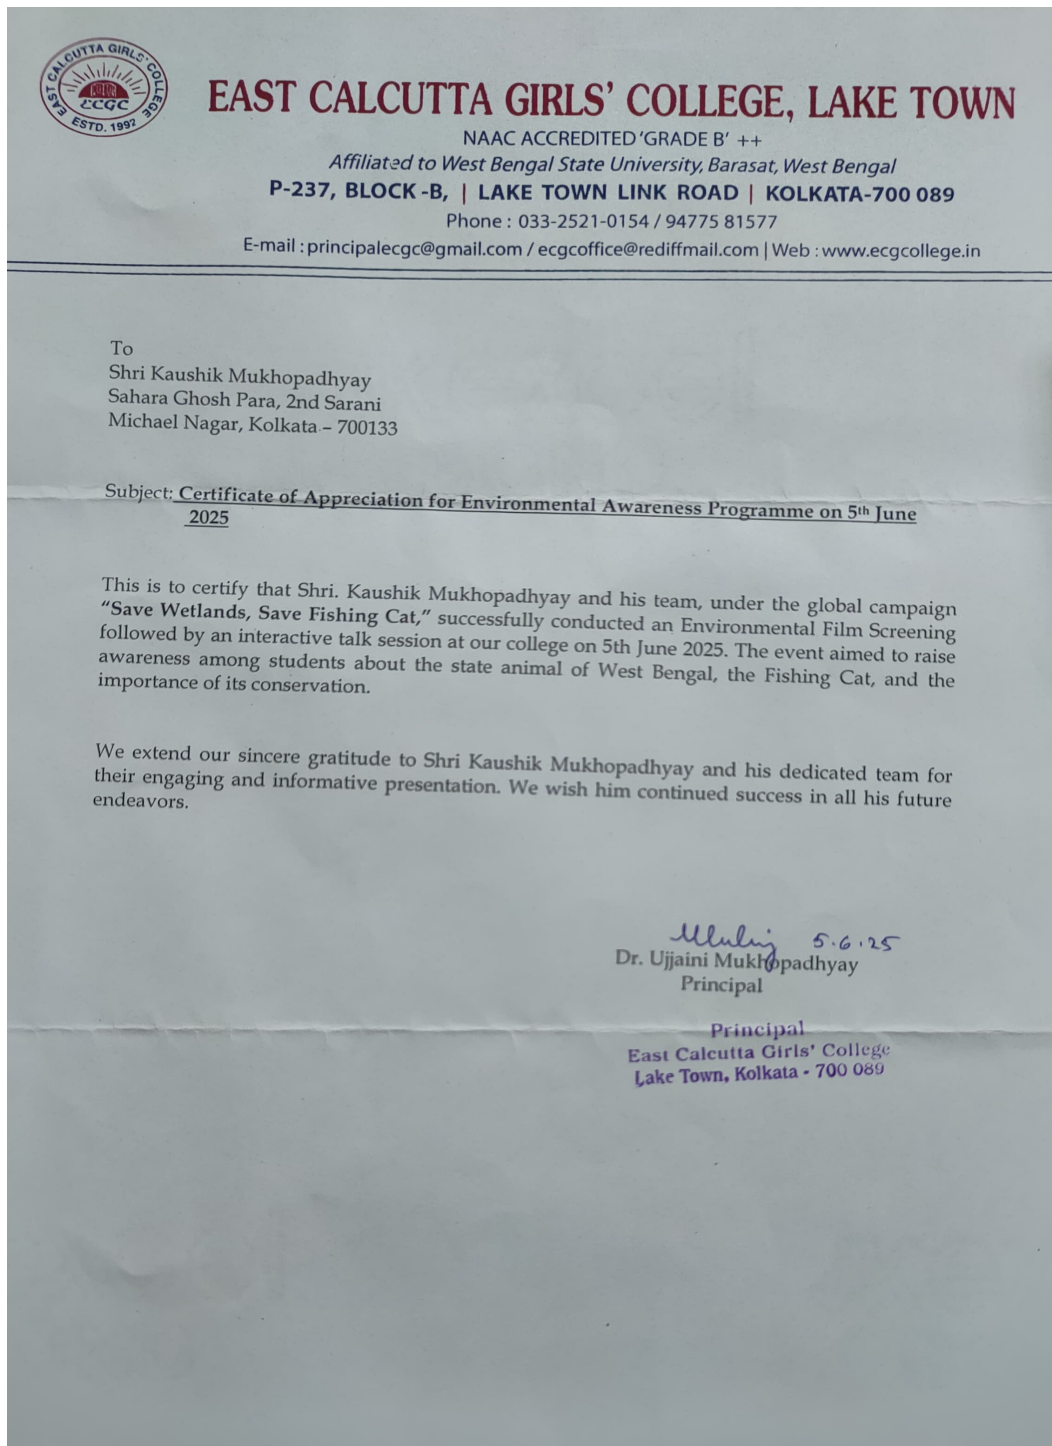 EAST CALCUTTA GIRLS' COLLEGE
ECGC
ESTD. 1992
EAST CALCUTTA GIRLS' COLLEGE, LAKE TOWN
NAAC ACCREDITED 'GRADE B' ++
Affiliated to West Bengal State University, Barasat, West Bengal
P-237, BLOCK -B, | LAKE TOWN LINK ROAD | KOLKATA-700 089
Phone : 033-2521-0154 / 94775 81577
E-mail : principalecgc@gmail.com / ecgcoffice@rediffmail.com | Web : www.ecgcollege.in
To
Shri Kaushik Mukhopadhyay
Sahara Ghosh Para, 2nd Sarani
Michael Nagar, Kolkata – 700133
Subject: Certificate of Appreciation for Environmental Awareness Programme on 5th June
2025
This is to certify that Shri. Kaushik Mukhopadhyay and his team, under the global campaign
“Save Wetlands, Save Fishing Cat,” successfully conducted an Environmental Film Screening
followed by an interactive talk session at our college on 5th June 2025. The event aimed to raise
awareness among students about the state animal of West Bengal, the Fishing Cat, and the
importance of its conservation.
We extend our sincere gratitude to Shri Kaushik Mukhopadhyay and his dedicated team for
their engaging and informative presentation. We wish him continued success in all his future
endeavors.
5.6.25
Dr. Ujjaini Mukhopadhyay
Principal
Principal
East Calcutta Girls' College
Lake Town, Kolkata - 700 089